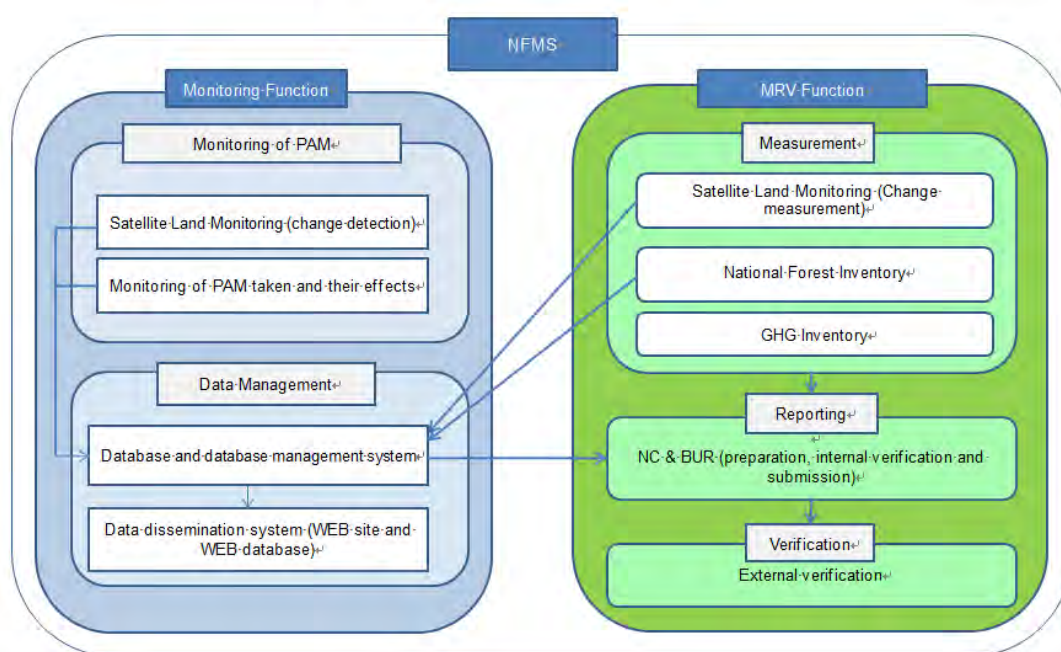 NFMS
Monitoring Function
Monitoring of PAM
Satellite Land Monitoring (change detection)
Monitoring of PAM taken and their effects
Data Management
Database and database management system
Data dissemination system (WEB site and
WEB database)
MRV Function
Measurement
Satellite Land Monitoring (Change
measurement)
National Forest Inventory
GHG Inventory
Reporting
NC & BUR (preparation, internal verification and
submission)
Verification
External verification